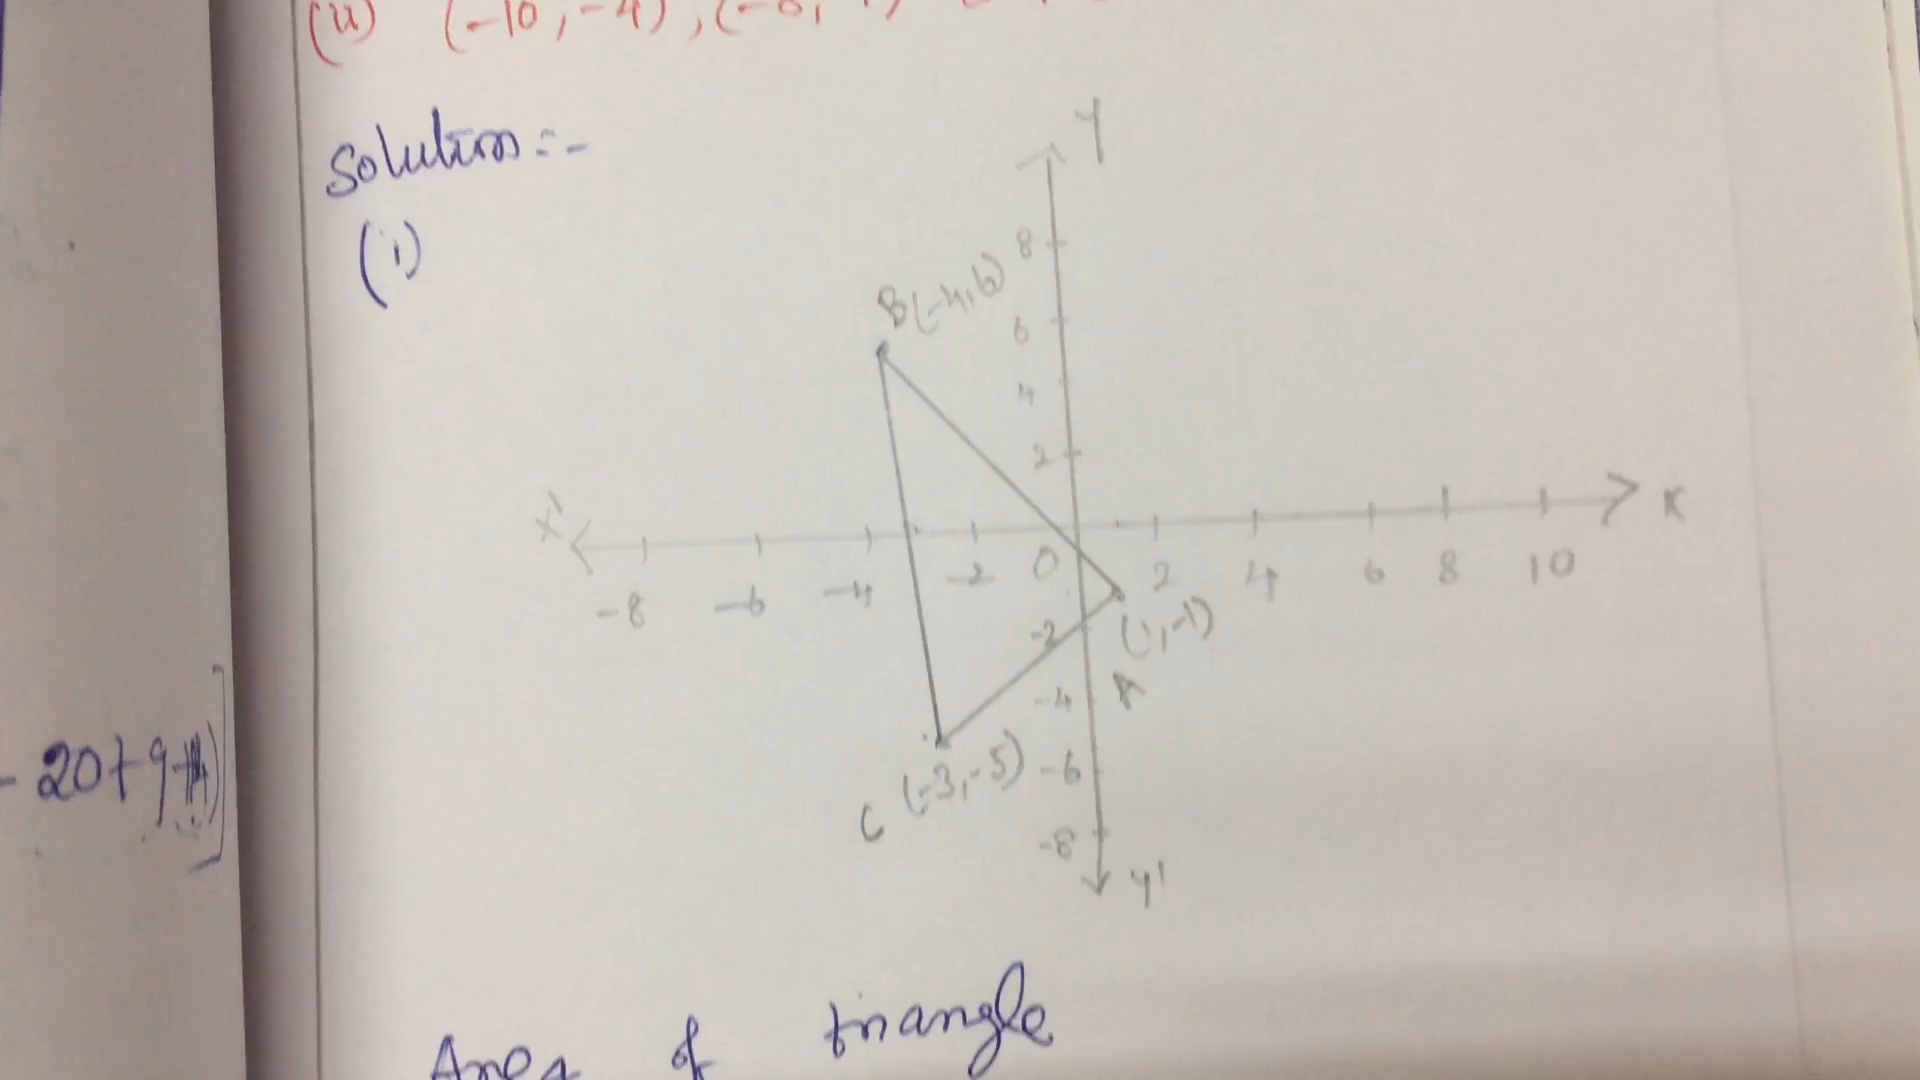 (ii) (-10,-4),(-8,
Solution:-
(i)
Y
8
B(-4,6)
6
4
2
X'
X
-8 -6 -4 -2 0 2 4 6 8 10
-2
(1,-1)
-4
A
C (-3,-5)
-6
-8
Y'
- 20+9+
Area of triangle